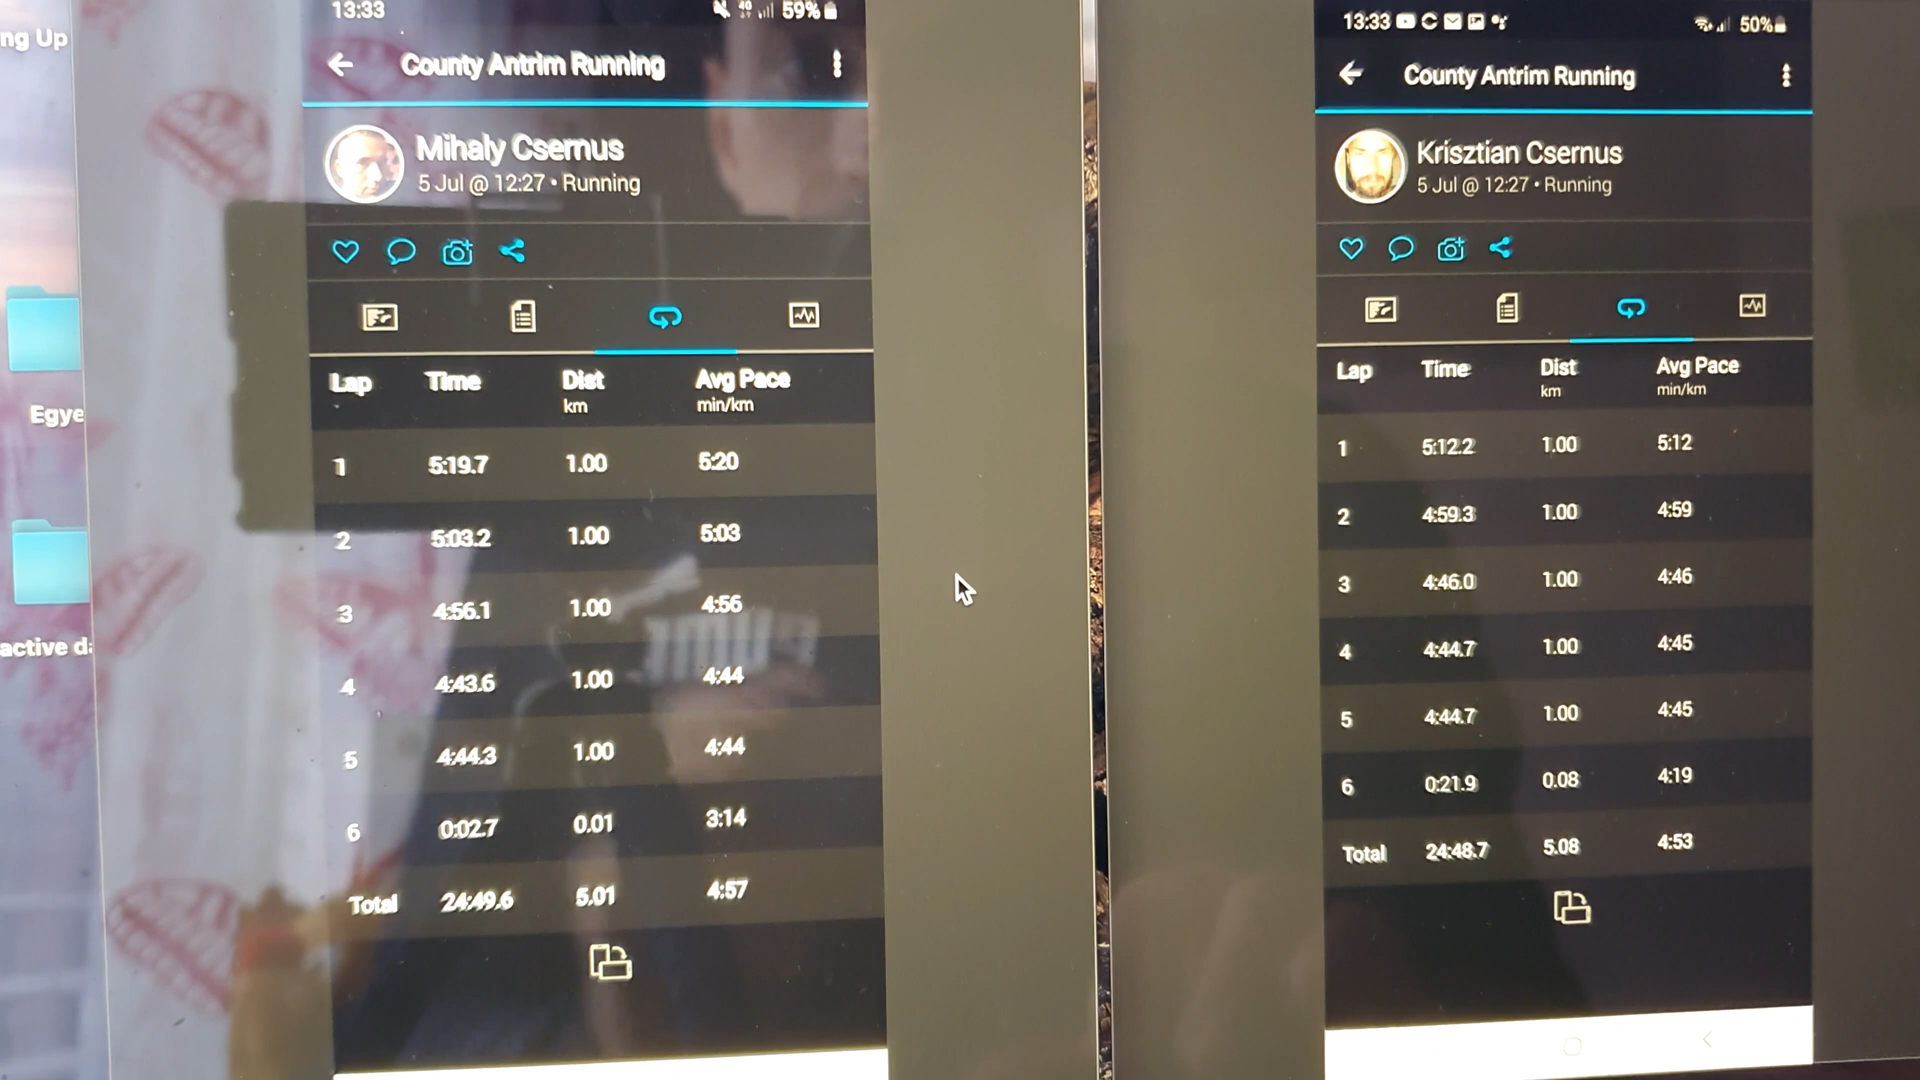 ng Up
Egye
active da
13:33 4G 59%
County Antrim Running
Mihaly Csernus
5 Jul @ 12:27 • Running
Lap Time Dist Avg Pace
km min/km
1 5:19.7 1.00 5:20
2 5:03.2 1.00 5:03
3 4:56.1 1.00 4:56
4 4:43.6 1.00 4:44
5 4:44.3 1.00 4:44
6 0:02.7 0.01 3:14
Total 24:49.6 5.01 4:57
13:33 50%
County Antrim Running
Krisztian Csernus
5 Jul @ 12:27 • Running
Lap Time Dist Avg Pace
km min/km
1 5:12.2 1.00 5:12
2 4:59.3 1.00 4:59
3 4:46.0 1.00 4:46
4 4:44.7 1.00 4:45
5 4:44.7 1.00 4:45
6 0:21.9 0.08 4:19
Total 24:48.7 5.08 4:53